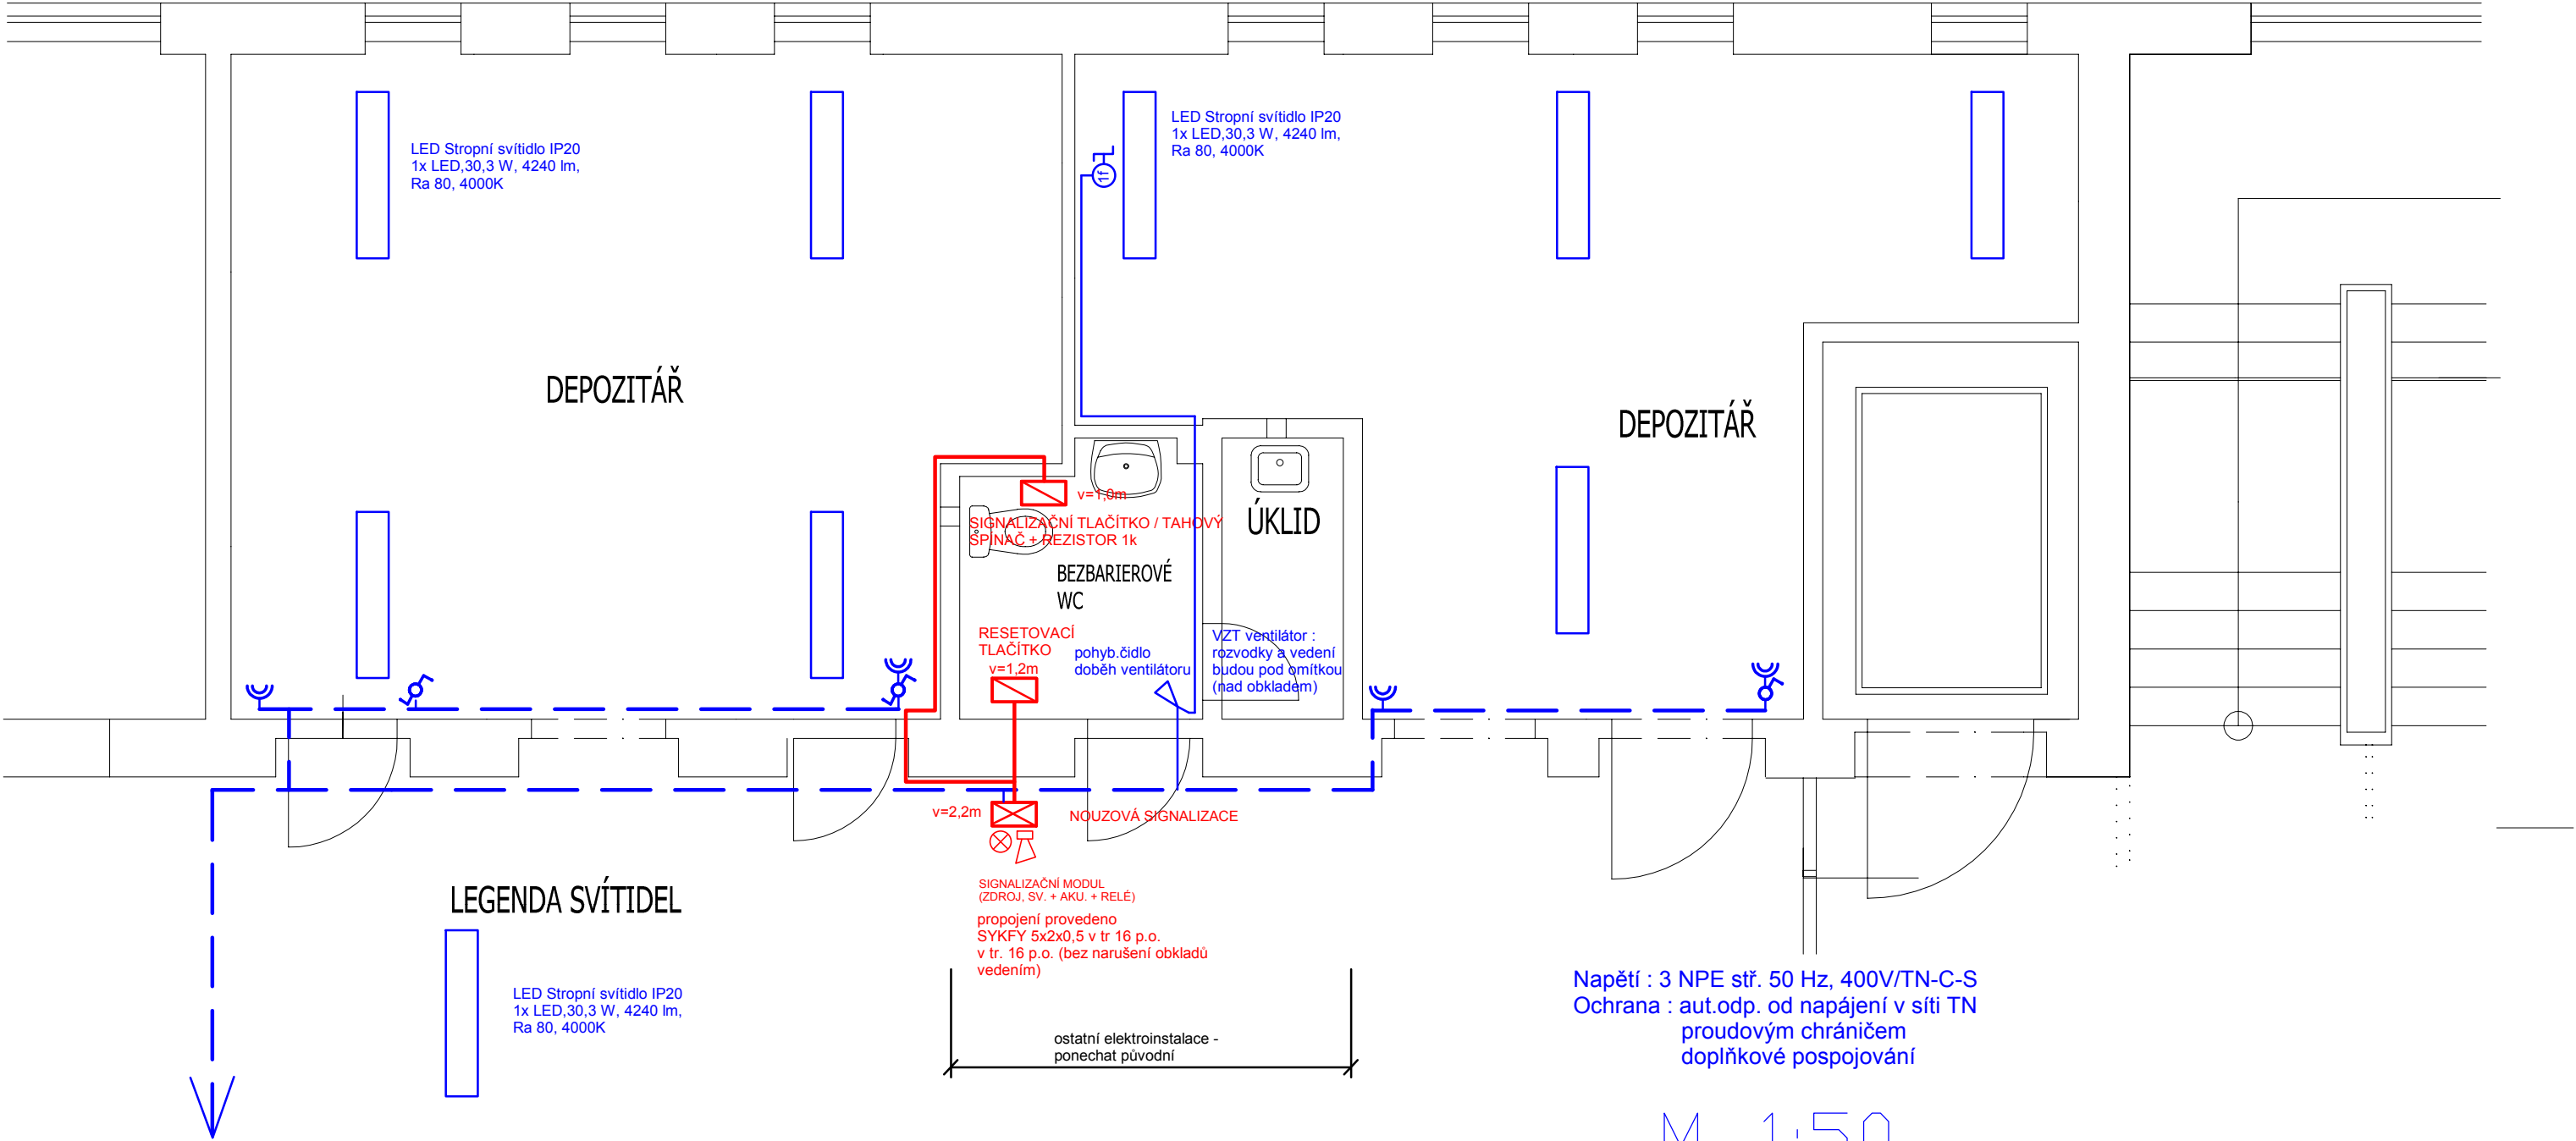 LED Stropní svítidlo IP20
1x LED,30,3 W, 4240 lm,
Ra 80, 4000K
LED Stropní svítidlo IP20
1x LED,30,3 W, 4240 lm,
Ra 80, 4000K
1f
DEPOZITÁŘ
DEPOZITÁŘ
v=1,0m
SIGNALIZAČNÍ TLAČÍTKO / TAHOVÝ
SPÍNAČ + REZISTOR 1k
ÚKLID
BEZBARIEROVÉ
WC
RESETOVACÍ
TLAČÍTKO
v=1,2m
pohyb.čidlo
doběh ventilátoru
VZT ventilátor :
rozvodky a vedení
budou pod omítkou
(nad obkladem)
v=2,2m
NOUZOVÁ SIGNALIZACE
SIGNALIZAČNÍ MODUL
(ZDROJ, SV. + AKU. + RELÉ)
propojení provedeno
SYKFY 5x2x0,5 v tr 16 p.o.
v tr. 16 p.o. (bez narušení obkladů
vedením)
LEGENDA SVÍTIDEL
LED Stropní svítidlo IP20
1x LED,30,3 W, 4240 lm,
Ra 80, 4000K
ostatní elektroinstalace -
ponechat původní
Napětí : 3 NPE stř. 50 Hz, 400V/TN-C-S
Ochrana : aut.odp. od napájení v síti TN
proudovým chráničem
doplňkové pospojování
M 1:50